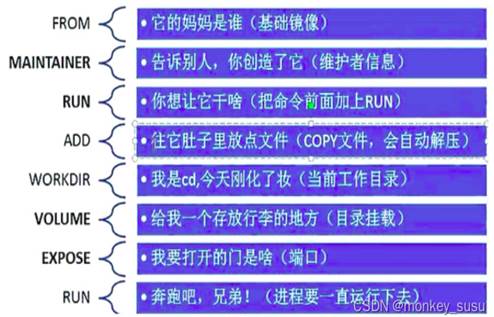 FROM • 它的妈妈是谁（基础镜像）
MAINTAINER • 告诉别人，你创造了它（维护者信息）
RUN • 你想让它干啥（把命令前面加上RUN）
ADD • 往它肚子里放点文件（COPY文件，会自动解压）
WORKDIR • 我是cd,今天刚化了妆（当前工作目录）
VOLUME • 给我一个存放行李的地方（目录挂载）
EXPOSE • 我要打开的门是啥（端口）
RUN • 奔跑吧，兄弟！（进程要一直运行下去）
CSDN @monkey_susu